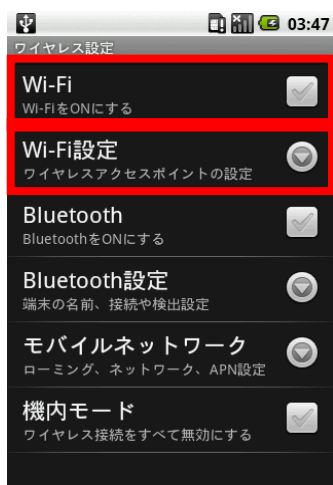 03:47
ワイヤレス設定
Wi-Fi
Wi-FiをONにする
Wi-Fi設定
ワイヤレスアクセスポイントの設定
Bluetooth
BluetoothをONにする
Bluetooth設定
端末の名前、接続や検出設定
モバイルネットワーク
ローミング、ネットワーク、APN設定
機内モード
ワイヤレス接続をすべて無効にする